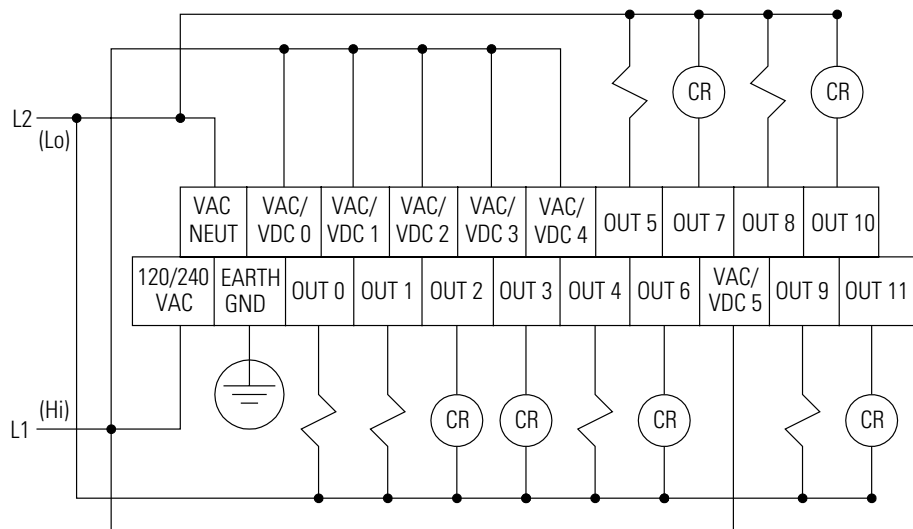 CR CR
L2
(Lo)
VAC NEUT
VAC/ VDC 0
VAC/ VDC 1
VAC/ VDC 2
VAC/ VDC 3
VAC/ VDC 4
OUT 5
OUT 7
OUT 8
OUT 10
120/240 VAC
EARTH GND
OUT 0
OUT 1
OUT 2
OUT 3
OUT 4
OUT 6
VAC/ VDC 5
OUT 9
OUT 11
(Hi)
L1
CR CR CR CR